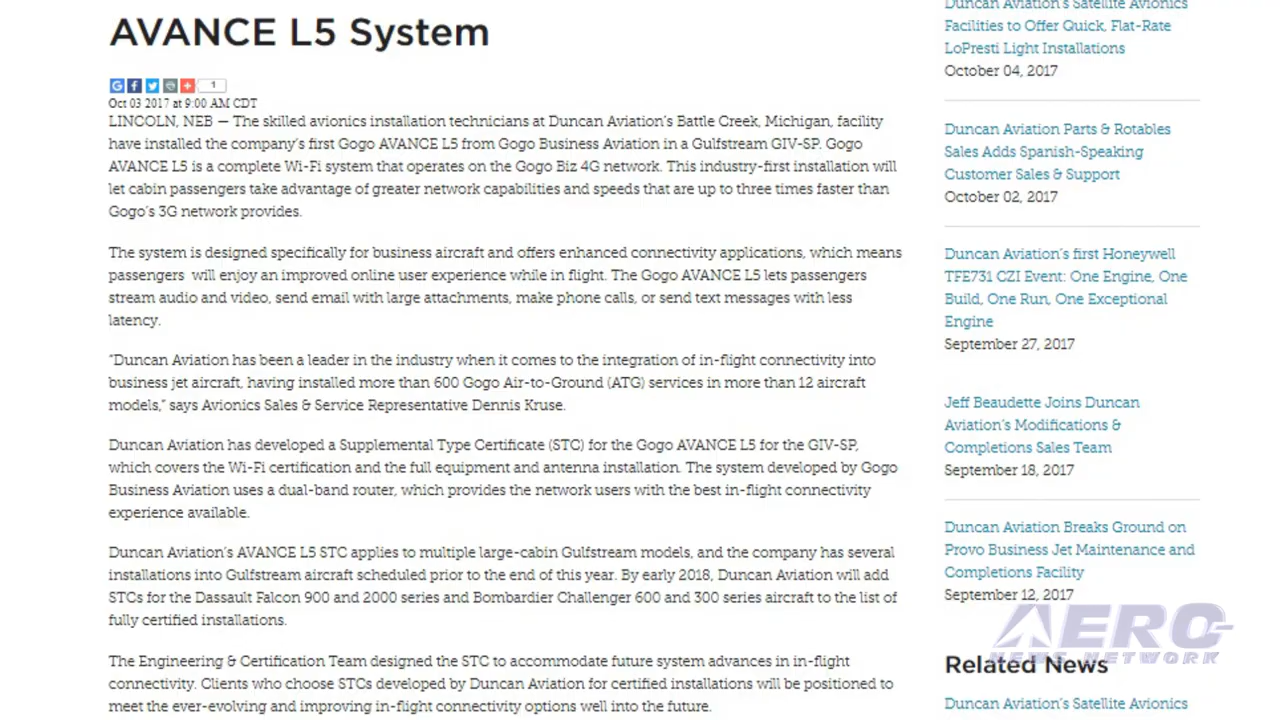 AVANCE L5 System
1
Oct 03 2017 at 9:00 AM CDT
LINCOLN, NEB — The skilled avionics installation technicians at Duncan Aviation's Battle Creek, Michigan, facility
have installed the company's first Gogo AVANCE L5 from Gogo Business Aviation in a Gulfstream GIV-SP. Gogo
AVANCE L5 is a complete Wi-Fi system that operates on the Gogo Biz 4G network. This industry-first installation will
let cabin passengers take advantage of greater network capabilities and speeds that are up to three times faster than
Gogo's 3G network provides.
The system is designed specifically for business aircraft and offers enhanced connectivity applications, which means
passengers will enjoy an improved online user experience while in flight. The Gogo AVANCE L5 lets passengers
stream audio and video, send email with large attachments, make phone calls, or send text messages with less
latency.
"Duncan Aviation has been a leader in the industry when it comes to the integration of in-flight connectivity into
business jet aircraft, having installed more than 600 Gogo Air-to-Ground (ATG) services in more than 12 aircraft
models," says Avionics Sales & Service Representative Dennis Kruse.
Duncan Aviation has developed a Supplemental Type Certificate (STC) for the Gogo AVANCE L5 for the GIV-SP,
which covers the Wi-Fi certification and the full equipment and antenna installation. The system developed by Gogo
Business Aviation uses a dual-band router, which provides the network users with the best in-flight connectivity
experience available.
Duncan Aviation's AVANCE L5 STC applies to multiple large-cabin Gulfstream models, and the company has several
installations into Gulfstream aircraft scheduled prior to the end of this year. By early 2018, Duncan Aviation will add
STCs for the Dassault Falcon 900 and 2000 series and Bombardier Challenger 600 and 300 series aircraft to the list of
fully certified installations.
The Engineering & Certification Team designed the STC to accommodate future system advances in in-flight
connectivity. Clients who choose STCs developed by Duncan Aviation for certified installations will be positioned to
meet the ever-evolving and improving in-flight connectivity options well into the future.
Duncan Aviation's Satellite Avionics
Facilities to Offer Quick, Flat-Rate
LoPresti Light Installations
October 04, 2017
Duncan Aviation Parts & Rotables
Sales Adds Spanish-Speaking
Customer Sales & Support
October 02, 2017
Duncan Aviation's first Honeywell
TFE731 CZI Event: One Engine, One
Build, One Run, One Exceptional
Engine
September 27, 2017
Jeff Beaudette Joins Duncan
Aviation's Modifications &
Completions Sales Team
September 18, 2017
Duncan Aviation Breaks Ground on
Provo Business Jet Maintenance and
Completions Facility
September 12, 2017
AERO
NEWS NETWORK
Related News
Duncan Aviation's Satellite Avionics